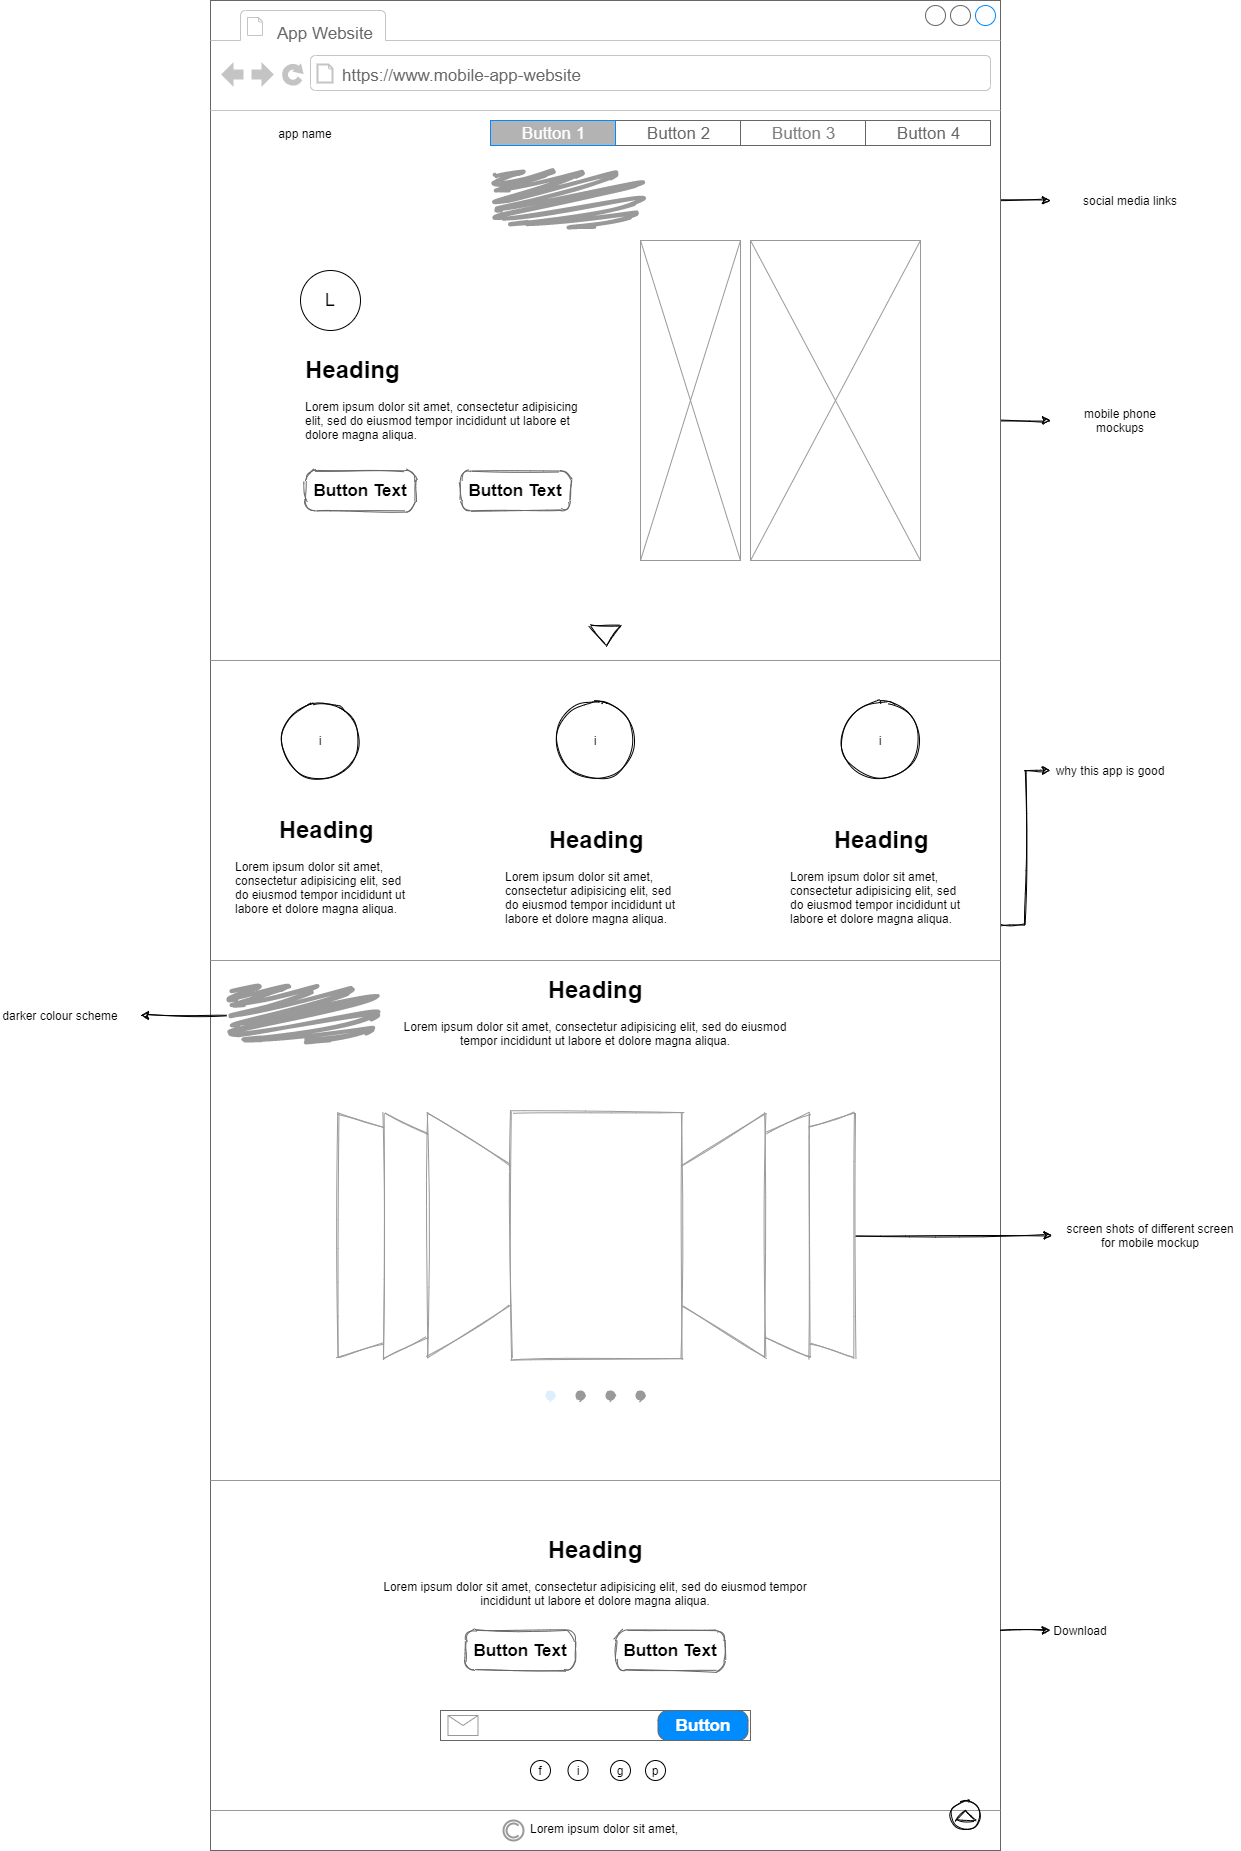 App Website
https://www.mobile-app-website
app name
Button 1
Button 2
Button 3
Button 4
social media links
L
Heading
Lorem ipsum dolor sit amet, consectetur adipisicing
elit, sed do eiusmod tempor incididunt ut labore et
dolore magna aliqua.
mobile phone
mockups
Button Text
Button Text
i
i
i
why this app is good
Heading
Lorem ipsum dolor sit amet,
consectetur adipisicing elit, sed
do eiusmod tempor incididunt ut
labore et dolore magna aliqua.
Heading
Lorem ipsum dolor sit amet,
consectetur adipisicing elit, sed
do eiusmod tempor incididunt ut
labore et dolore magna aliqua.
Heading
Lorem ipsum dolor sit amet,
consectetur adipisicing elit, sed
do eiusmod tempor incididunt ut
labore et dolore magna aliqua.
darker colour scheme
Heading
Lorem ipsum dolor sit amet, consectetur adipisicing elit, sed do eiusmod
tempor incididunt ut labore et dolore magna aliqua.
screen shots of different screen
for mobile mockup
Heading
Lorem ipsum dolor sit amet, consectetur adipisicing elit, sed do eiusmod tempor
incididunt ut labore et dolore magna aliqua.
Button Text
Button Text
Download
Button
f
i
g
p
© Lorem ipsum dolor sit amet,